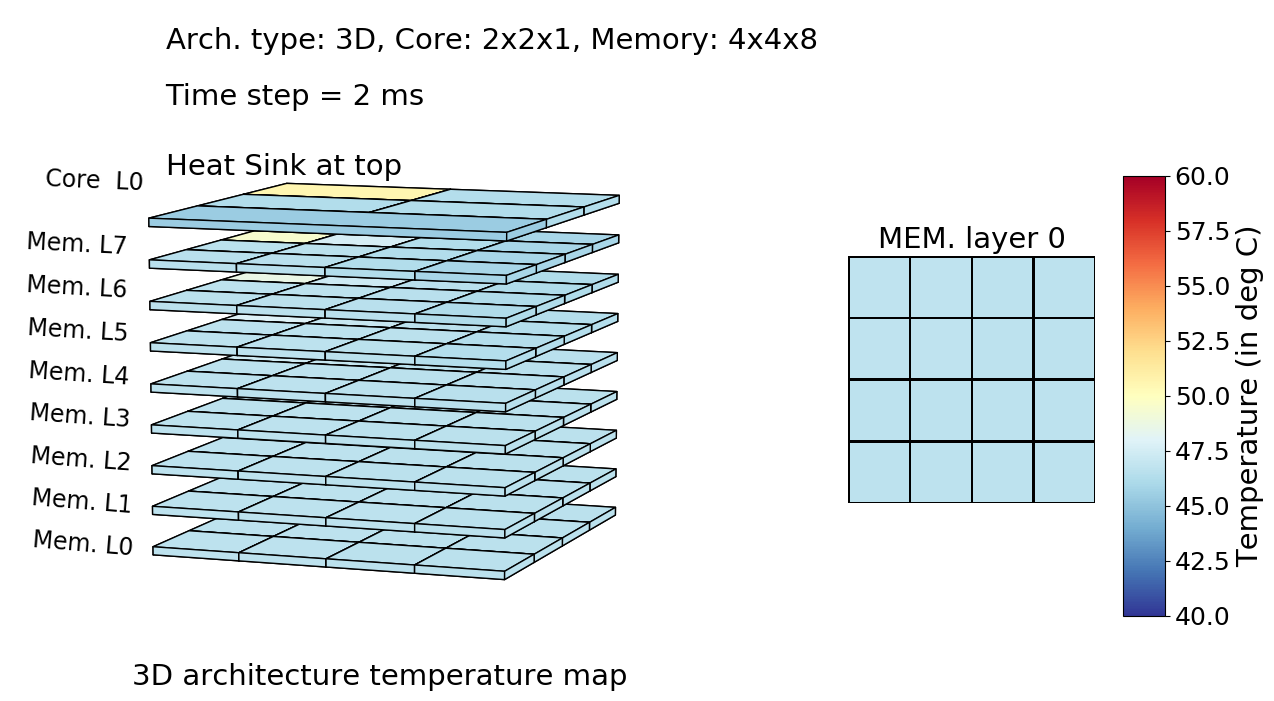 Arch. type: 3D, Core: 2x2x1, Memory: 4x4x8
Time step = 2 ms
Heat Sink at top
Core  L0
Mem. L7
Mem. L6
Mem. L5
Mem. L4
Mem. L3
Mem. L2
Mem. L1
Mem. L0
3D architecture temperature map
MEM. layer 0
60.0
57.5
55.0
52.5
50.0
47.5
45.0
42.5
40.0
Temperature (in deg C)